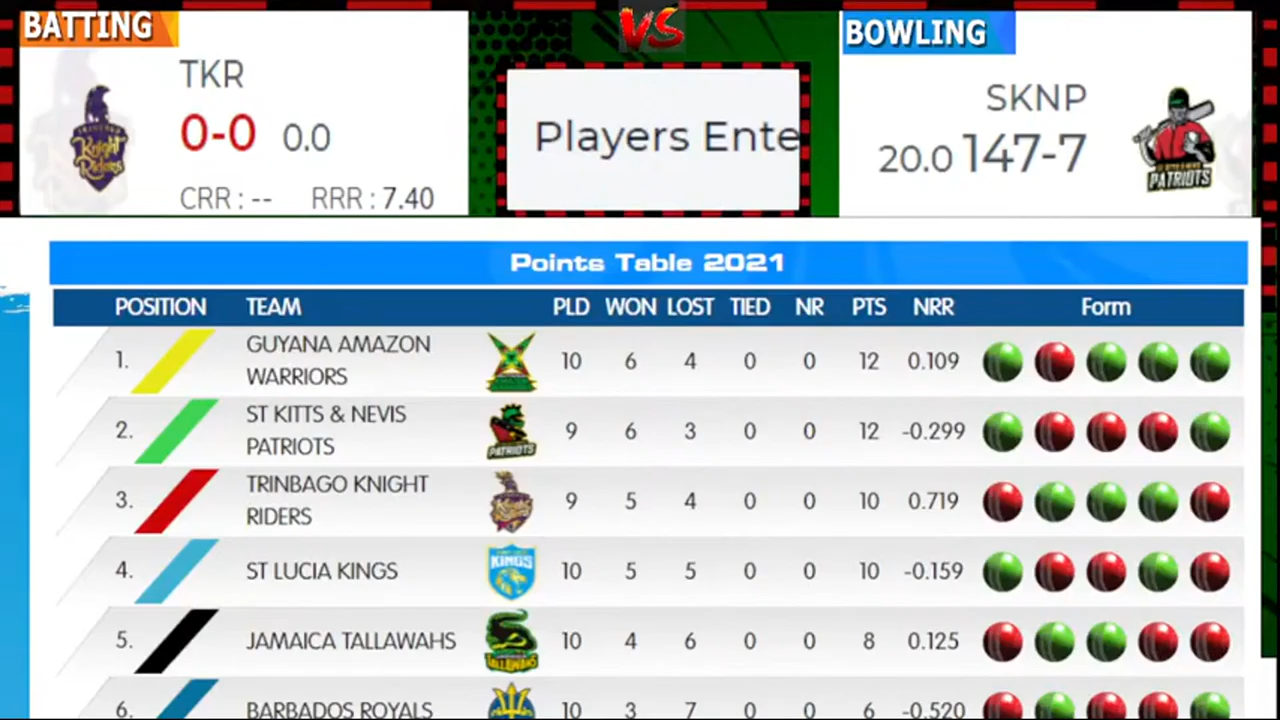 BATTING
VS
BOWLING
TKR
0-0 0.0
CRR : -- RRR : 7.40
Knight
Riders
Players Ente
SKNP
20.0 147-7
PATRIOTS
Points Table 2021
POSITION TEAM PLD WON LOST TIED NR PTS NRR Form
1. GUYANA AMAZON WARRIORS 10 6 4 0 0 12 0.109
2. ST KITTS & NEVIS PATRIOTS PATRIOTS 9 6 3 0 0 12 -0.299
3. TRINBAGO KNIGHT RIDERS 9 5 4 0 0 10 0.719
4. ST LUCIA KINGS KINGS 10 5 5 0 0 10 -0.159
5. JAMAICA TALLAWAHS TALLAWAHS 10 4 6 0 0 8 0.125
6. BARBADOS ROYALS 10 3 7 0 0 6 -0.520